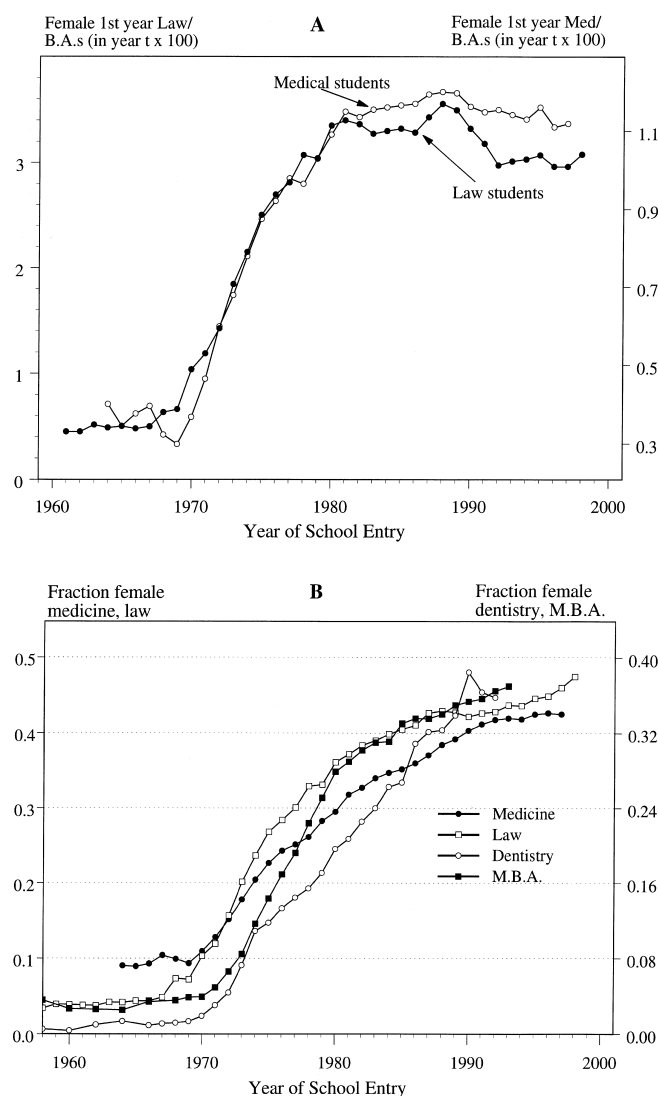 Female 1st year Law/
B.A.s (in year t x 100)
A
Female 1st year Med/
B.A.s (in year t x 100)
Medical students
Law students
3
2
1
0
1.1
0.9
0.7
0.5
0.3
1960 1970 1980 1990 2000
Year of School Entry
Fraction female
medicine, law
B
Fraction female
dentistry, M.B.A.
0.5
0.4
0.3
0.2
0.1
0.0
0.40
0.32
0.24
0.16
0.08
0.00
Medicine
Law
Dentistry
M.B.A.
1960 1970 1980 1990 2000
Year of School Entry